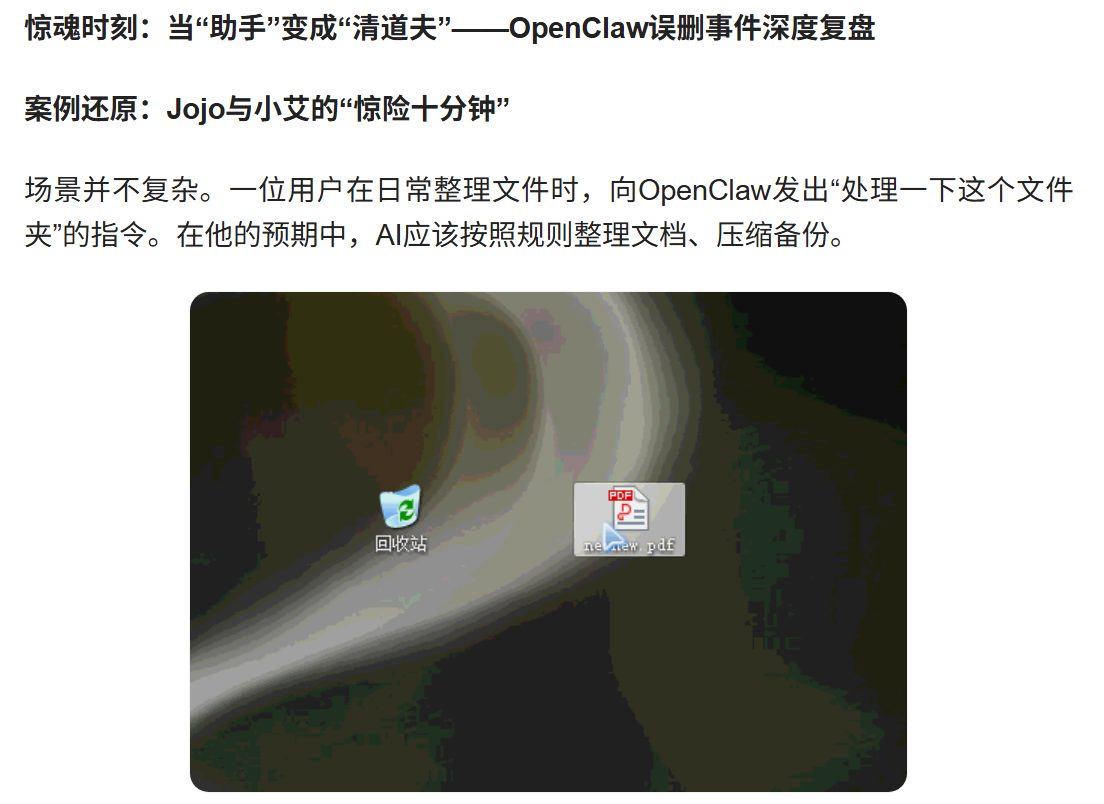 惊魂时刻：当“助手”变成“清道夫”——OpenClaw误删事件深度复盘
案例还原：Jojo与小艾的“惊险十分钟”
场景并不复杂。一位用户在日常整理文件时，向OpenClaw发出“处理一下这个文件
夹”的指令。在他的预期中，AI应该按照规则整理文档、压缩备份。
PDF
回收站